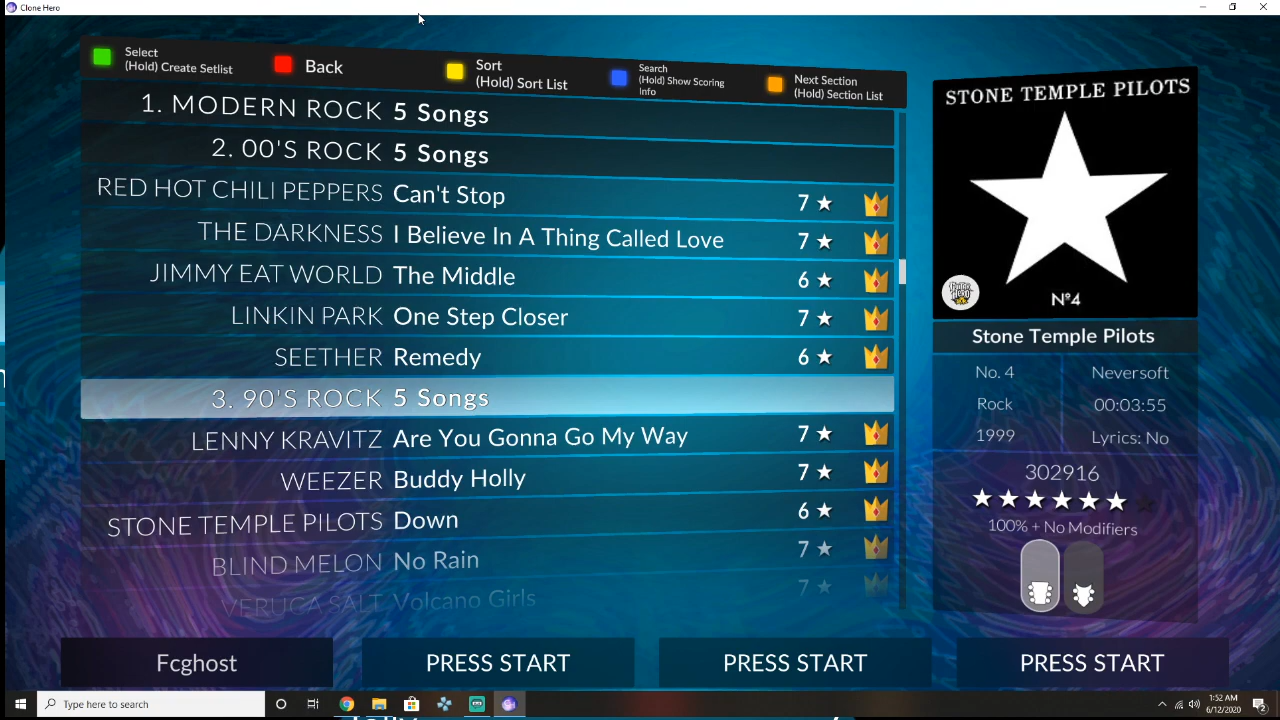 Clone Hero
Select
(Hold) Create Setlist
Back
Sort
(Hold) Sort List
Search
(Hold) Show Scoring
Info
Next Section
(Hold) Section List
1. MODERN ROCK 5 Songs
2. 00'S ROCK 5 Songs
RED HOT CHILI PEPPERS Can't Stop 7 ★
THE DARKNESS I Believe In A Thing Called Love 7 ★
JIMMY EAT WORLD The Middle 6 ★
LINKIN PARK One Step Closer 7 ★
SEETHER Remedy 6 ★
3. 90'S ROCK 5 Songs
LENNY KRAVITZ Are You Gonna Go My Way 7 ★
WEEZER Buddy Holly 7 ★
STONE TEMPLE PILOTS Down 6 ★
BLIND MELON No Rain 7 ★
VERUCA SALT Volcano Girls 7 ★
STONE TEMPLE PILOTS
Nº4
Guitar
Hero
Stone Temple Pilots
No. 4 Neversoft
Rock 00:03:55
1999 Lyrics: No
302916
100% + No Modifiers
Fcghost PRESS START PRESS START PRESS START
Type here to search
1:52 AM
6/12/2020
2